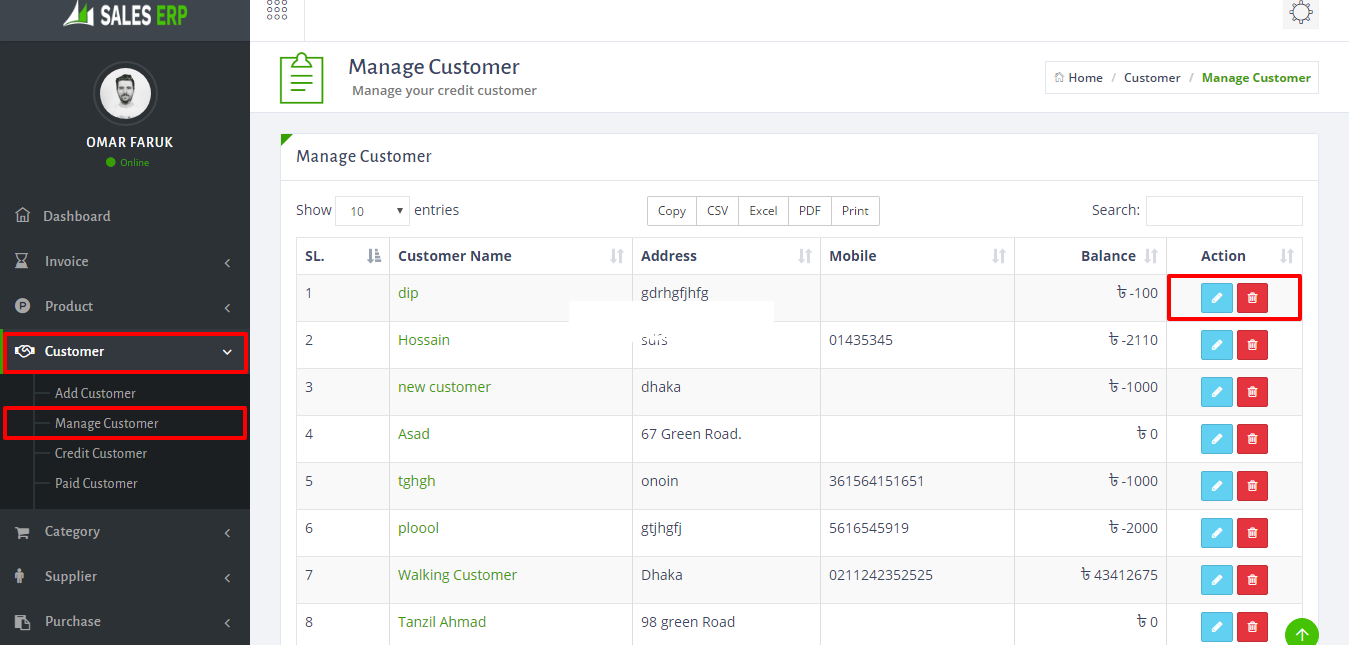 SALES ERP
OMAR FARUK
Online
Dashboard
Invoice
Product
Customer
Add Customer
Manage Customer
Credit Customer
Paid Customer
Category
Supplier
Purchase
Manage Customer
Manage your credit customer
Home / Customer / Manage Customer
Manage Customer
Show 10 entries
Copy CSV Excel PDF Print
Search:
SL. Customer Name Address Mobile Balance Action
1 dip gdrhgfjhfg ৳ -100
2 Hossain sdfs 01435345 ৳ -2110
3 new customer dhaka ৳ -1000
4 Asad 67 Green Road. ৳ 0
5 tghgh onoin 361564151651 ৳ -1000
6 ploool gtjhgfj 5616545919 ৳ -2000
7 Walking Customer Dhaka 0211242352525 ৳ 43412675
8 Tanzil Ahmad 98 green Road ৳ 0